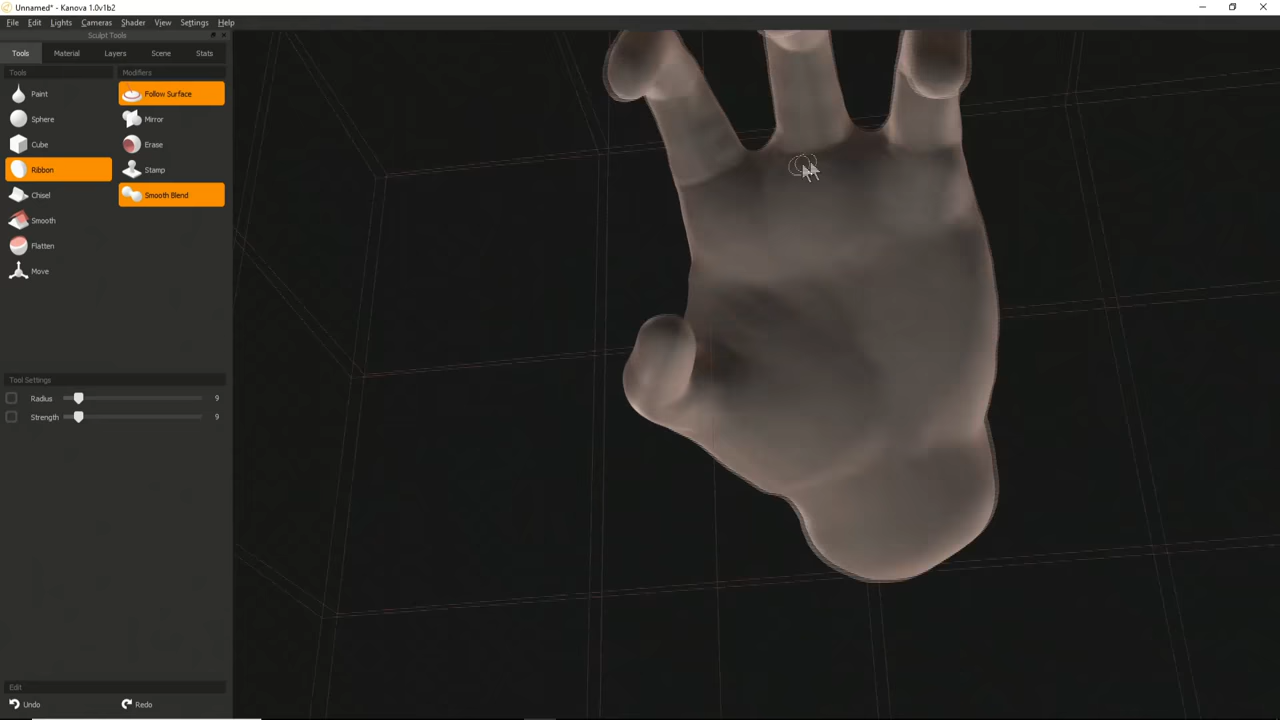 Unnamed* - Kanova 1.0v1b2
File Edit Lights Cameras Shader View Settings Help
Sculpt Tools
Tools Material Layers Scene Stats
Tools Modifiers
Paint Follow Surface
Sphere Mirror
Cube Erase
Ribbon Stamp
Chisel Smooth Blend
Smooth
Flatten
Move
Tool Settings
Radius 9
Strength 9
Edit
Undo Redo